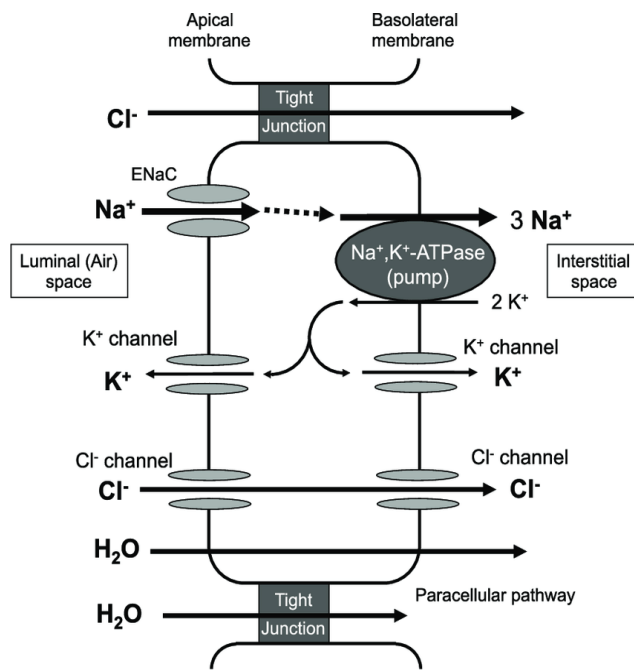 Apical
membrane
Basolateral
membrane
Tight
Junction
Cl-
ENaC
Na+
3 Na+
Na+,K+-ATPase
(pump)
Luminal (Air)
space
Interstitial
space
2 K+
K+ channel
K+
K+ channel
K+
Cl- channel
Cl-
Cl- channel
Cl-
H2O
H2O
Tight
Junction
Paracellular pathway